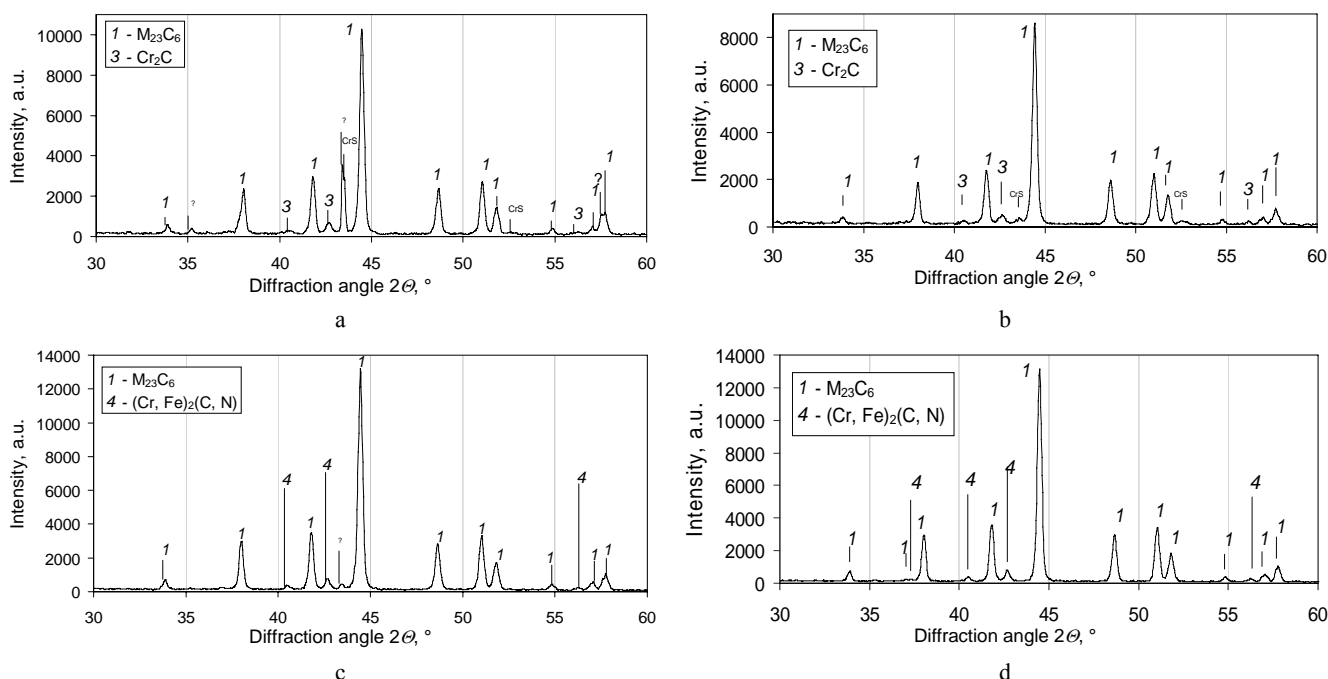 1 - M23C6
3 - Cr2C
Intensity, a.u.
10000
8000
6000
4000
2000
0
1 ? 1 3 1 3 ? CrS 1 1 1 1 CrS 1 3 ? 1
30 35 40 45 50 55 60
Diffraction angle 2Θ, °
a
1 - M23C6
3 - Cr2C
Intensity, a.u.
8000
6000
4000
2000
0
1 1 3 1 3 CrS 1 1 1 1 CrS 1 3 1 1
30 35 40 45 50 55 60
Diffraction angle 2Θ, °
b
1 - M23C6
4 - (Cr, Fe)2(C, N)
Intensity, a.u.
14000
12000
10000
8000
6000
4000
2000
0
1 1 4 1 4 ? 1 1 1 1 1 4 1 1
30 35 40 45 50 55 60
Diffraction angle 2Θ, °
c
1 - M23C6
4 - (Cr, Fe)2(C, N)
Intensity, a.u.
14000
12000
10000
8000
6000
4000
2000
0
1 1 4 1 4 1 4 1 1 1 1 1 4 1 1
30 35 40 45 50 55 60
Diffraction angle 2Θ, °
d